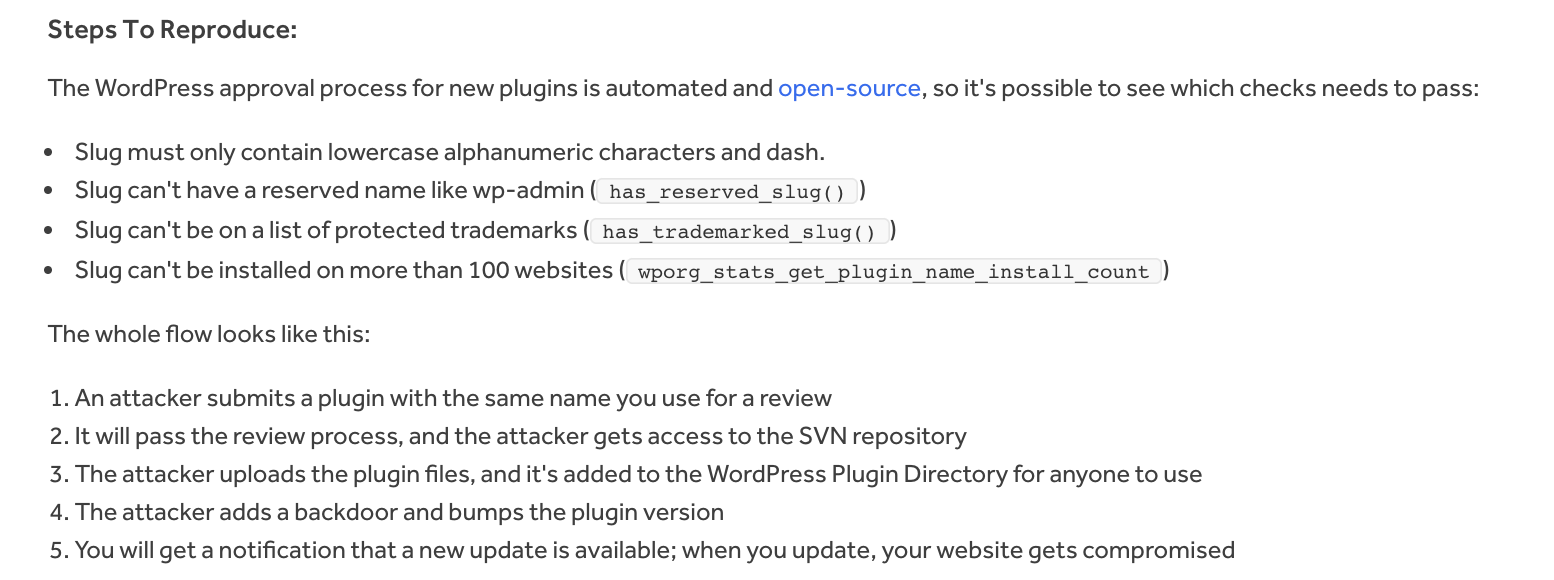 Steps To Reproduce:
The WordPress approval process for new plugins is automated and open-source, so it's possible to see which checks needs to pass:
• Slug must only contain lowercase alphanumeric characters and dash.
• Slug can't have a reserved name like wp-admin ( has_reserved_slug() )
• Slug can't be on a list of protected trademarks ( has_trademarked_slug() )
• Slug can't be installed on more than 100 websites ( wporg_stats_get_plugin_name_install_count )
The whole flow looks like this:
1. An attacker submits a plugin with the same name you use for a review
2. It will pass the review process, and the attacker gets access to the SVN repository
3. The attacker uploads the plugin files, and it's added to the WordPress Plugin Directory for anyone to use
4. The attacker adds a backdoor and bumps the plugin version
5. You will get a notification that a new update is available; when you update, your website gets compromised